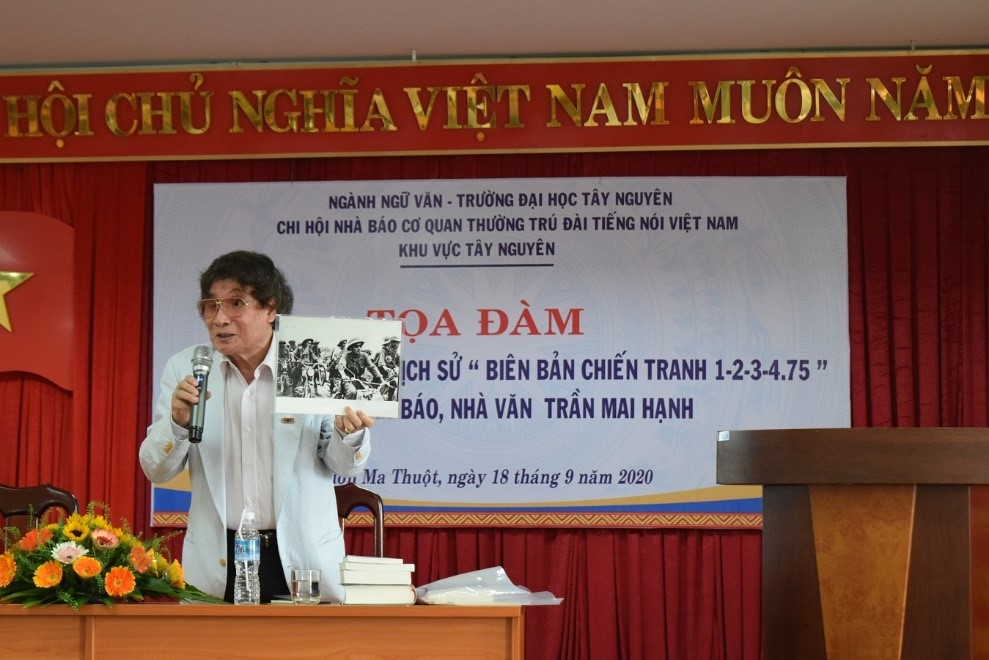 HỘI CHỦ NGHĨA VIỆT NAM MUÔN NĂM
NGÀNH NGỮ VĂN - TRƯỜNG ĐẠI HỌC TÂY NGUYÊN
CHI HỘI NHÀ BÁO CƠ QUAN THƯỜNG TRÚ ĐÀI TIẾNG NÓI VIỆT NAM
KHU VỰC TÂY NGUYÊN
TỌA ĐÀM
ỊCH SỬ “ BIÊN BẢN CHIẾN TRANH 1-2-3-4.75 ”
BÁO, NHÀ VĂN TRẦN MAI HẠNH
Ma Thuột, ngày 18 tháng 9 năm 2020